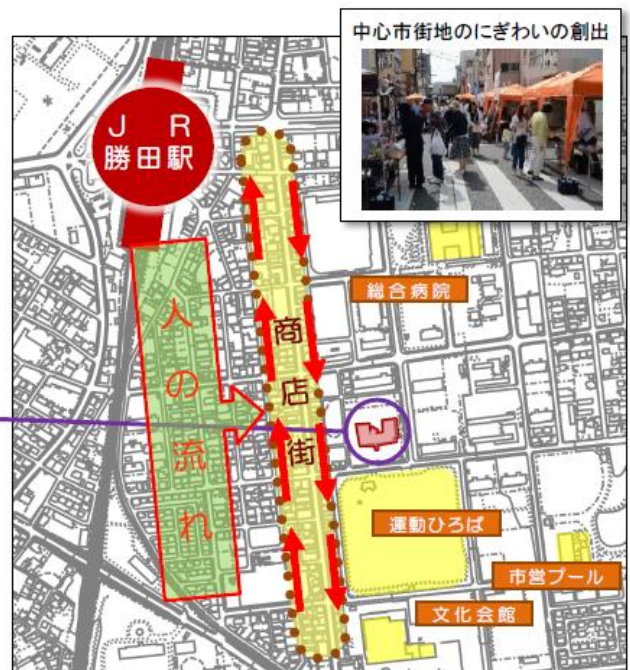 中心市街地のにぎわいの創出
JR
勝田駅
総合病院
人の流れ
商店街
運動ひろば
市営プール
文化会館